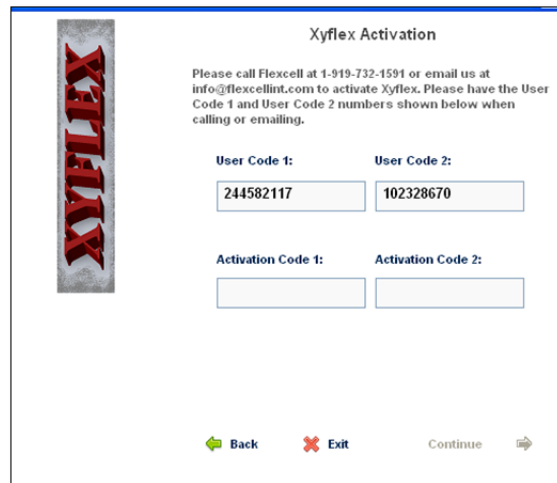 XYFLEX
Xyflex Activation
Please call Flexcell at 1-919-732-1591 or email us at
info@flexcellint.com to activate Xyflex. Please have the User
Code 1 and User Code 2 numbers shown below when
calling or emailing.
User Code 1: User Code 2:
244582117 102328670
Activation Code 1: Activation Code 2:
Back Exit Continue